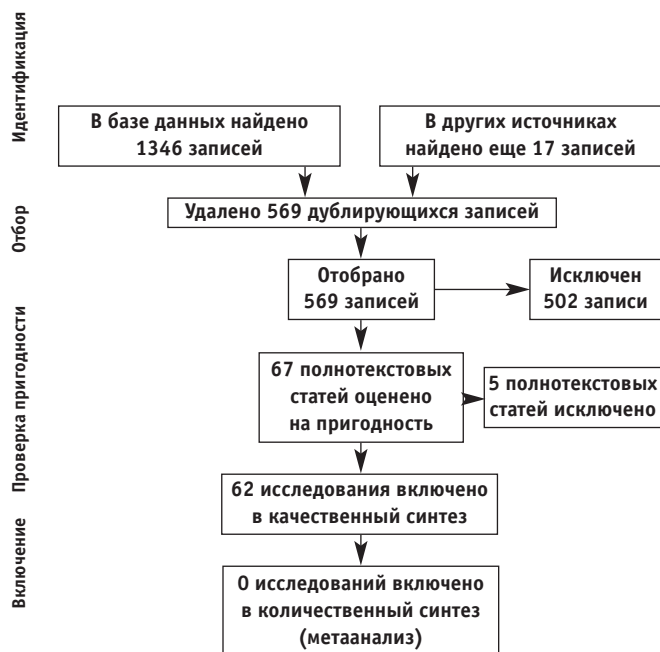 Идентификация
В базе данных найдено
1346 записей
В других источниках
найдено еще 17 записей
Отбор
Удалено 569 дублирующихся записей
Отобрано
569 записей
Исключен
502 записи
Проверка пригодности
67 полнотекстовых
статей оценено
на пригодность
5 полнотекстовых
статей исключено
62 исследования включено
в качественный синтез
Включение
0 исследований включено
в количественный синтез
(метаанализ)